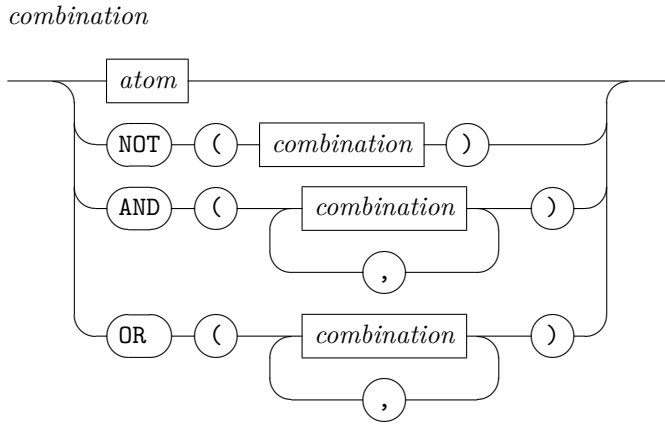 combination
atom
NOT ( combination )
AND ( combination )
,
OR ( combination )
,